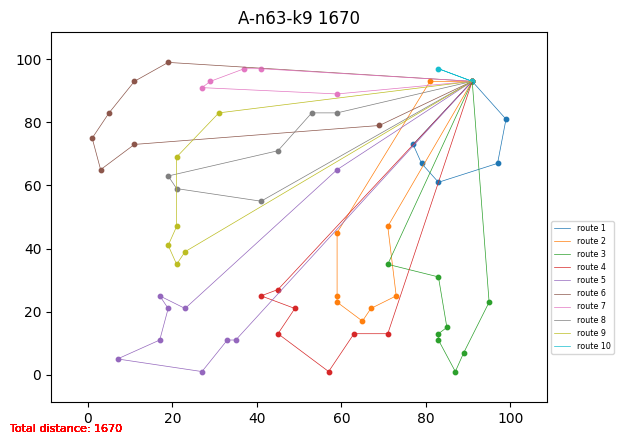 A-n63-k9 1670
100
80
60
40
20
0
0 20 40 60 80 100
route 1
route 2
route 3
route 4
route 5
route 6
route 7
route 8
route 9
route 10
Total distance: 1670